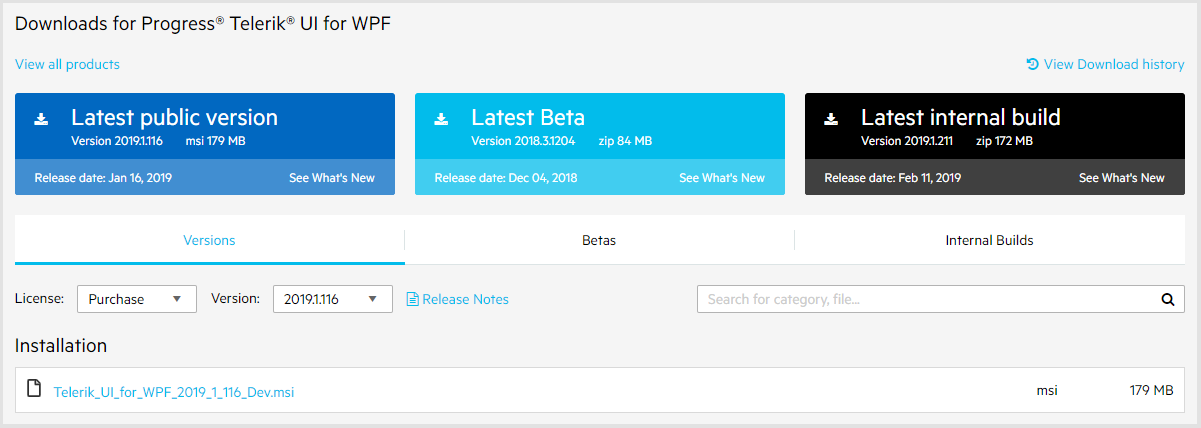 Downloads for Progress® Telerik® UI for WPF
View all products
View Download history
Latest public version
Version 2019.1.116 msi 179 MB
Release date: Jan 16, 2019 See What's New
Latest Beta
Version 2018.3.1204 zip 84 MB
Release date: Dec 04, 2018 See What's New
Latest internal build
Version 2019.1.211 zip 172 MB
Release date: Feb 11, 2019 See What's New
Versions Betas Internal Builds
License: Purchase Version: 2019.1.116 Release Notes Search for category, file...
Installation
Telerik_UI_for_WPF_2019_1_116_Dev.msi msi 179 MB